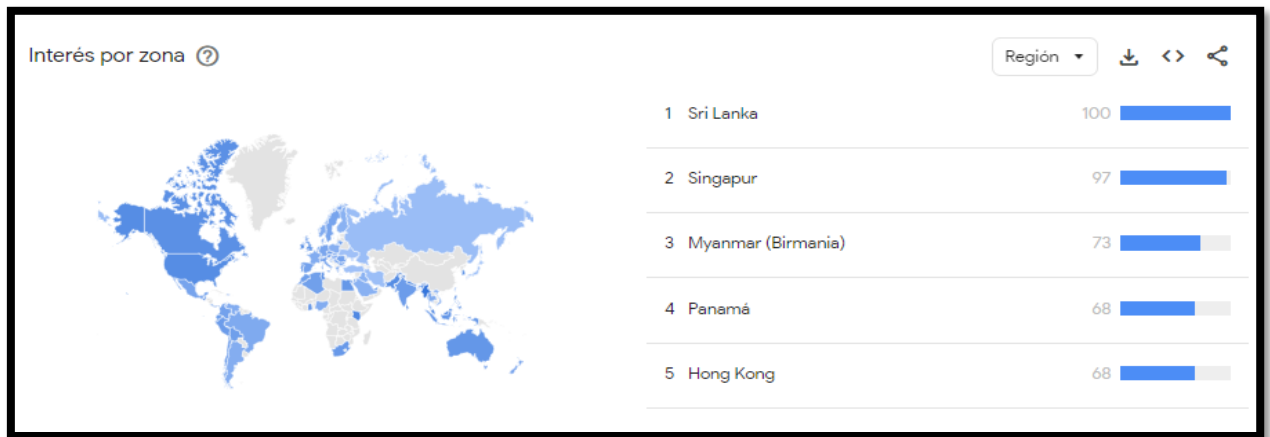 Interés por zona
Región
1 Sri Lanka 100
2 Singapur 97
3 Myanmar (Birmania) 73
4 Panamá 68
5 Hong Kong 68